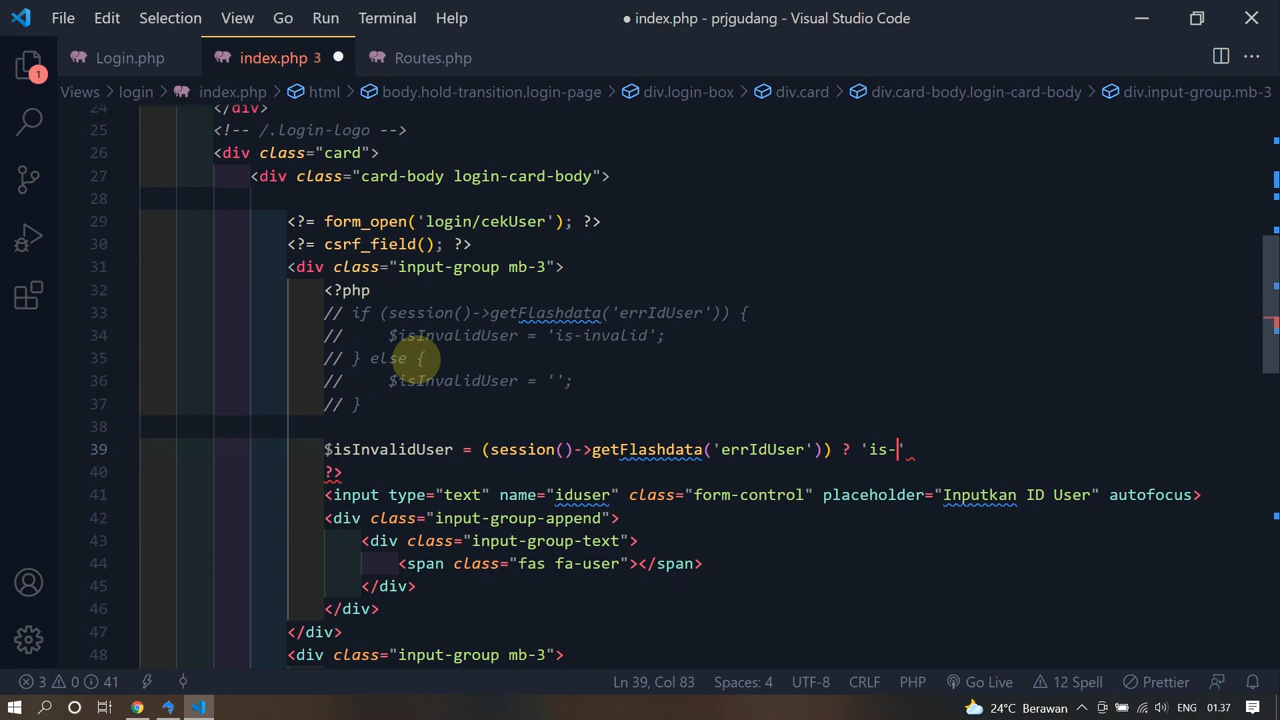 File Edit Selection View Go Run Terminal Help
● index.php - prjgudang - Visual Studio Code
Login.php
index.php 3
Routes.php
Views > login > index.php > html > body.hold-transition.login-page > div.login-box > div.card > div.card-body.login-card-body > div.input-group.mb-3
1
24 </div>
25 <!-- /.login-logo -->
26 <div class="card">
27 <div class="card-body login-card-body">
28
29 <?= form_open('login/cekUser'); ?>
30 <?= csrf_field(); ?>
31 <div class="input-group mb-3">
32 <?php
33 // if (session()->getFlashdata('errIdUser')) {
34 //     $isInvalidUser = 'is-invalid';
35 // } else {
36 //     $isInvalidUser = '';
37 // }
38
39 $isInvalidUser = (session()->getFlashdata('errIdUser')) ? 'is-'
40 ?>
41 <input type="text" name="iduser" class="form-control" placeholder="Inputkan ID User" autofocus>
42 <div class="input-group-append">
43 <div class="input-group-text">
44 <span class="fas fa-user"></span>
45 </div>
46 </div>
47 </div>
48 <div class="input-group mb-3">
3 0 41 Ln 39, Col 83 Spaces: 4 UTF-8 CRLF PHP Go Live 12 Spell Prettier
24°C Berawan ENG 01.37